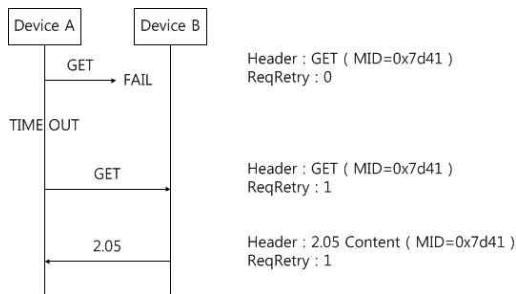 Device A
Device B
GET
FAIL
Header : GET ( MID=0x7d41 )
ReqRetry : 0
TIME OUT
GET
Header : GET ( MID=0x7d41 )
ReqRetry : 1
2.05
Header : 2.05 Content ( MID=0x7d41 )
ReqRetry : 1